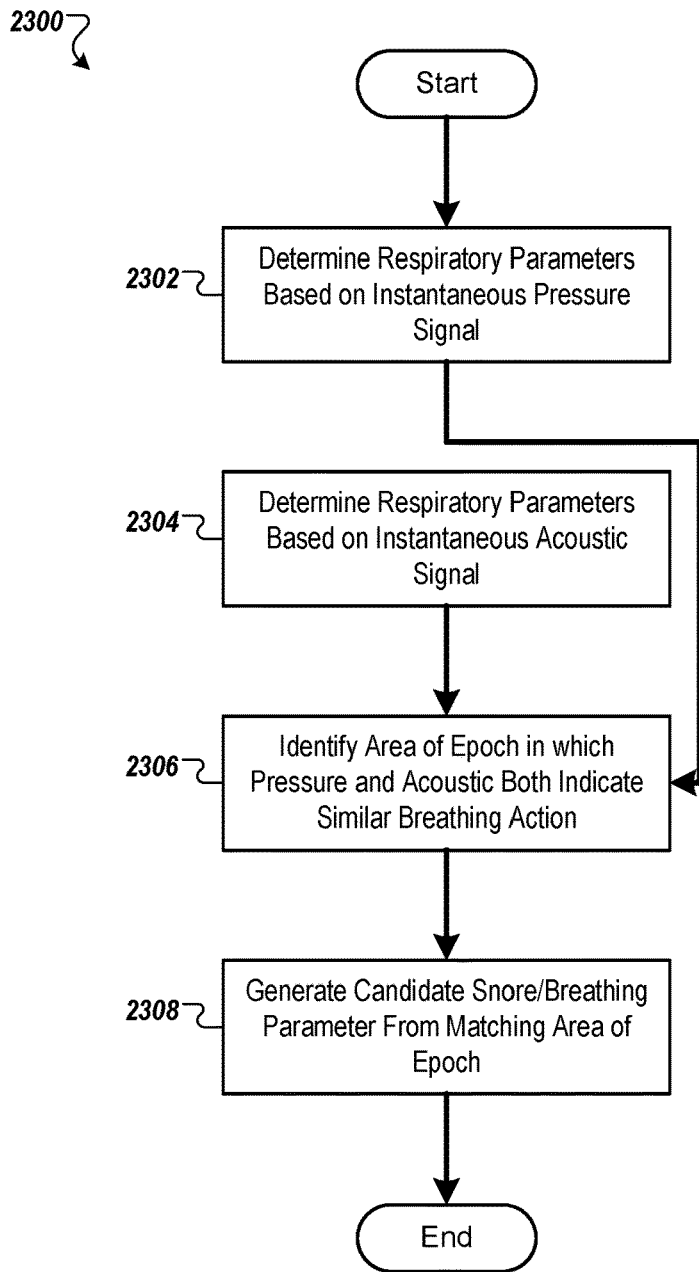 2300
Start
2302
Determine Respiratory Parameters
Based on Instantaneous Pressure
Signal
2304
Determine Respiratory Parameters
Based on Instantaneous Acoustic
Signal
2306
Identify Area of Epoch in which
Pressure and Acoustic Both Indicate
Similar Breathing Action
2308
Generate Candidate Snore/Breathing
Parameter From Matching Area of
Epoch
End